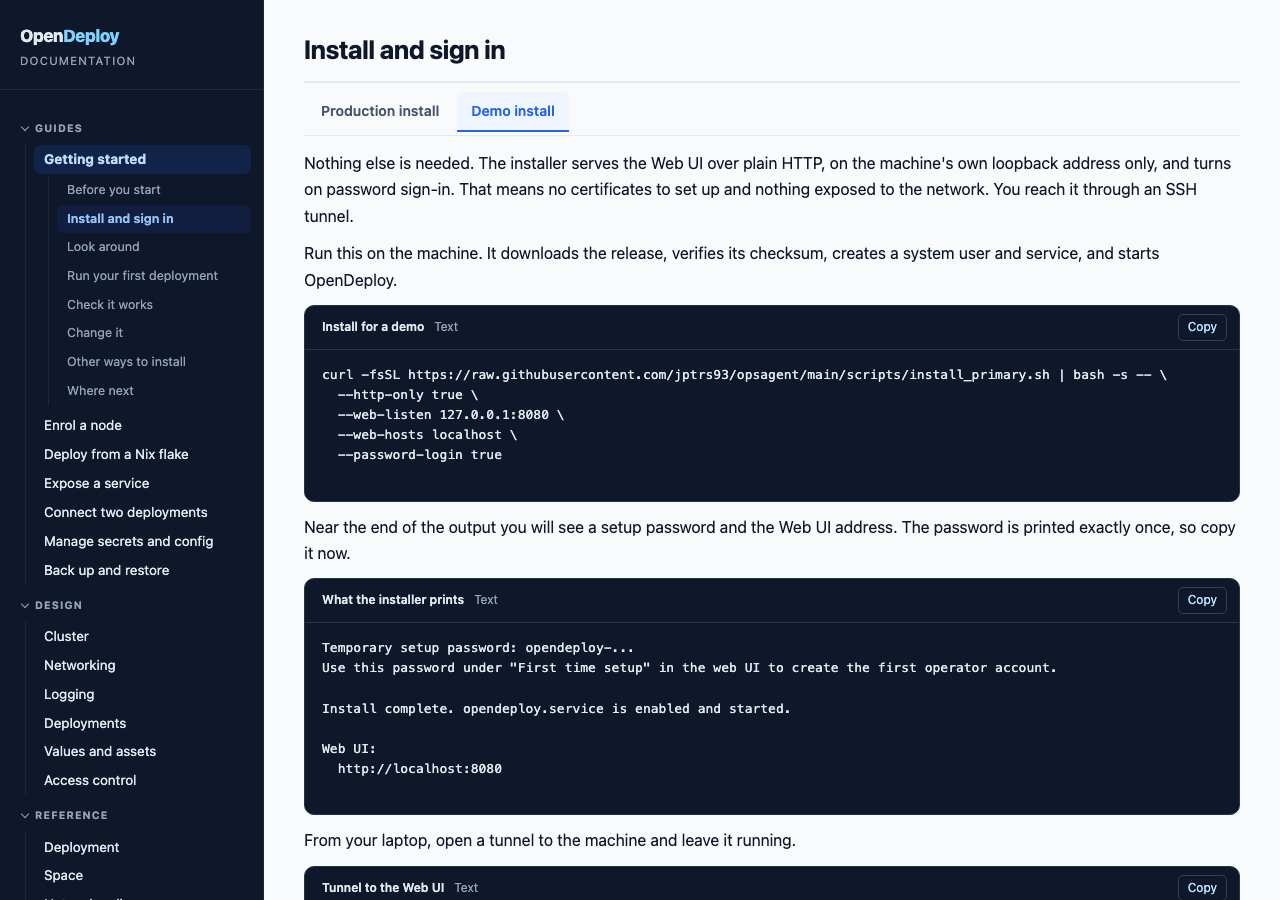 OpenDeploy
DOCUMENTATION
GUIDES
Getting started
Before you start
Install and sign in
Look around
Run your first deployment
Check it works
Change it
Other ways to install
Where next
Enrol a node
Deploy from a Nix flake
Expose a service
Connect two deployments
Manage secrets and config
Back up and restore
DESIGN
Cluster
Networking
Logging
Deployments
Values and assets
Access control
REFERENCE
Deployment
Space
Install and sign in
Production install
Demo install
Nothing else is needed. The installer serves the Web UI over plain HTTP, on the machine's own loopback address only, and turns
on password sign-in. That means no certificates to set up and nothing exposed to the network. You reach it through an SSH
tunnel.
Run this on the machine. It downloads the release, verifies its checksum, creates a system user and service, and starts
OpenDeploy.
Install for a demo Text
Copy
curl -fsSL https://raw.githubusercontent.com/jptrs93/opsagent/main/scripts/install_primary.sh | bash -s -- \
  --http-only true \
  --web-listen 127.0.0.1:8080 \
  --web-hosts localhost \
  --password-login true
Near the end of the output you will see a setup password and the Web UI address. The password is printed exactly once, so copy
it now.
What the installer prints Text
Copy
Temporary setup password: opendeploy-...
Use this password under "First time setup" in the web UI to create the first operator account.
Install complete. opendeploy.service is enabled and started.
Web UI:
  http://localhost:8080
From your laptop, open a tunnel to the machine and leave it running.
Tunnel to the Web UI Text
Copy